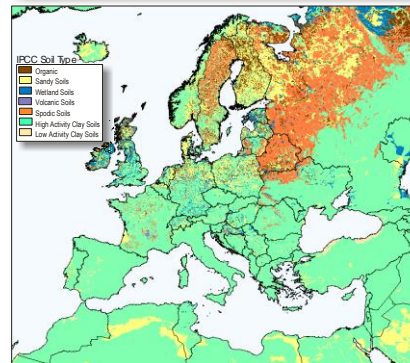 IPCC Soil Type
Organic
Sandy Soils
Wetland Soils
Volcanic Soils
Spodic Soils
High Activity Clay Soils
Low Activity Clay Soils